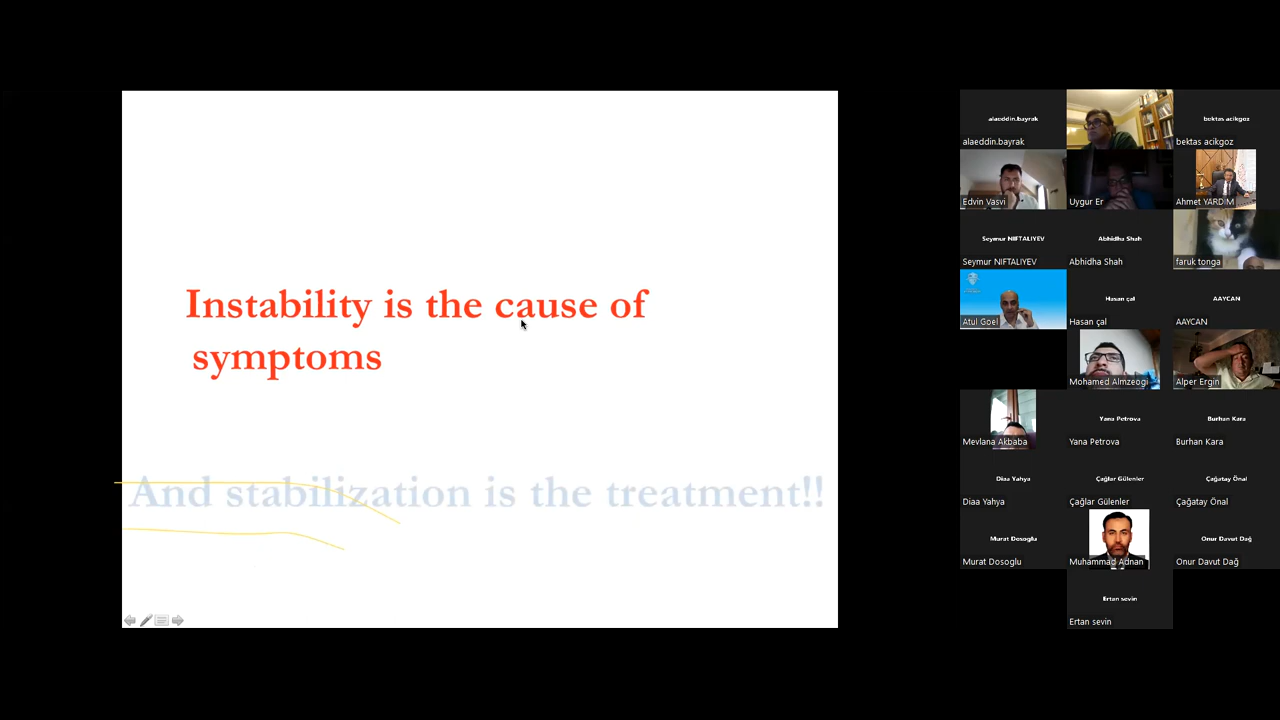 Instability is the cause of
symptoms
And stabilization is the treatment!!
alaeddin.bayrak
alaeddin.bayrak
bektas acikgoz
bektas acikgoz
Edvin Vasvi
Uygur Er
Ahmet YARDIM
Seymur NIFTALIYEV
Seymur NIFTALIYEV
Abhidha Shah
Abhidha Shah
faruk tonga
Atul Goel
Hasan çal
Hasan çal
AAYCAN
AAYCAN
Mohamed Almzeogi
Alper Ergin
Mevlana Akbaba
Yana Petrova
Yana Petrova
Burhan Kara
Burhan Kara
Diaa Yahya
Diaa Yahya
Çağlar Gülenler
Çağlar Gülenler
Çağatay Önal
Çağatay Önal
Murat Dosoglu
Murat Dosoglu
Muhammad Adnan
Onur Davut Dağ
Onur Davut Dağ
Ertan sevin
Ertan sevin